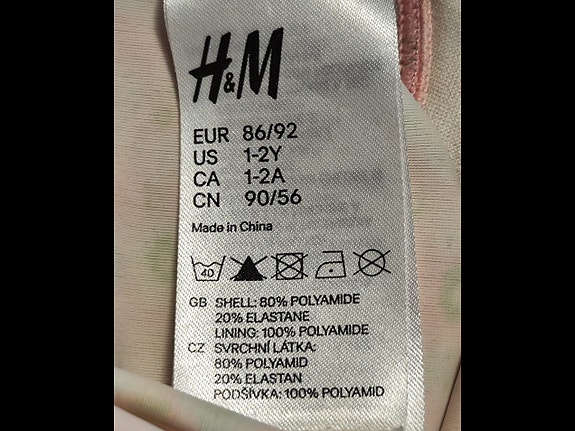 H&M
EUR 86/92
US 1-2Y
CA 1-2A
CN 90/56
Made in China
40
GB SHELL: 80% POLYAMIDE
20% ELASTANE
LINING: 100% POLYAMIDE
CZ SVRCHNÍ LÁTKA:
80% POLYAMID
20% ELASTAN
PODŠÍVKA: 100% POLYAMID